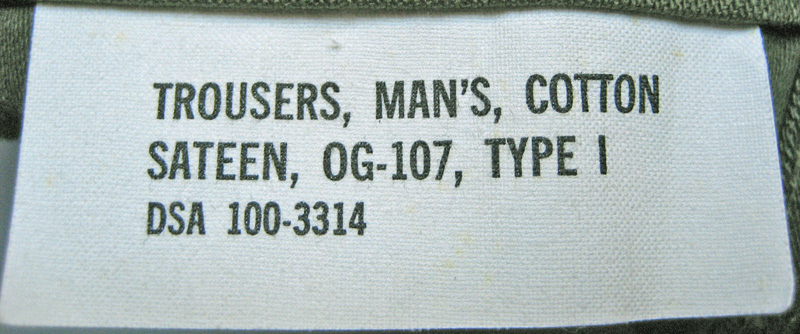 TROUSERS, MAN'S, COTTON
SATEEN, OG-107, TYPE I
DSA 100-3314